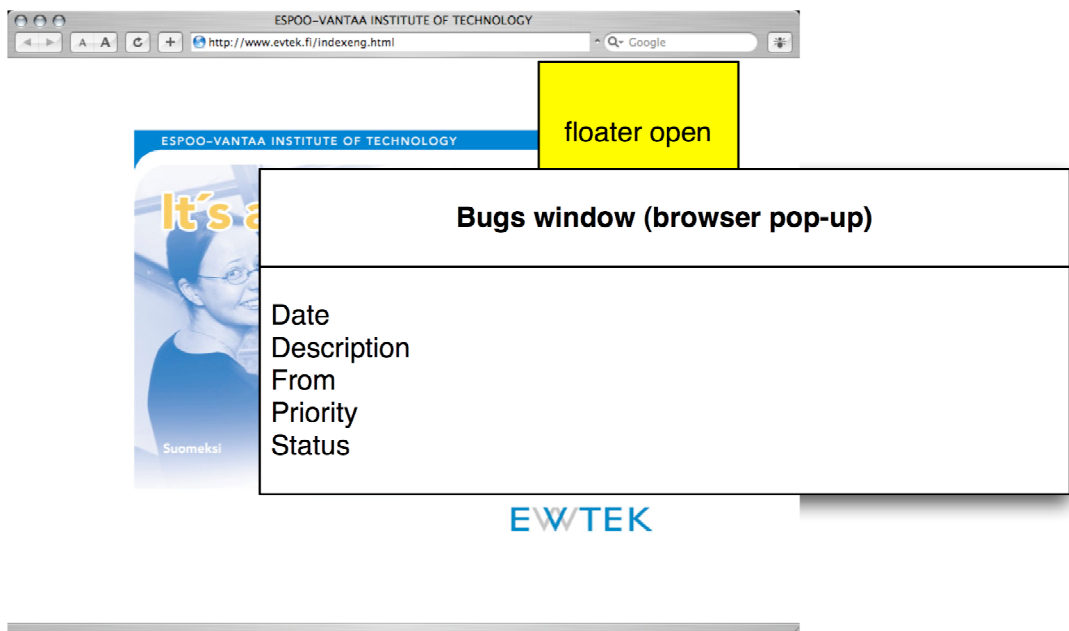 ESPOO-VANTAA INSTITUTE OF TECHNOLOGY
A A C + http://www.evtek.fi/indexeng.html Q Google
floater open
ESPOO-VANTAA INSTITUTE OF TECHNOLOGY
It´s a
Bugs window (browser pop-up)
Date
Description
From
Priority
Status
Suomeksi
EVTEK